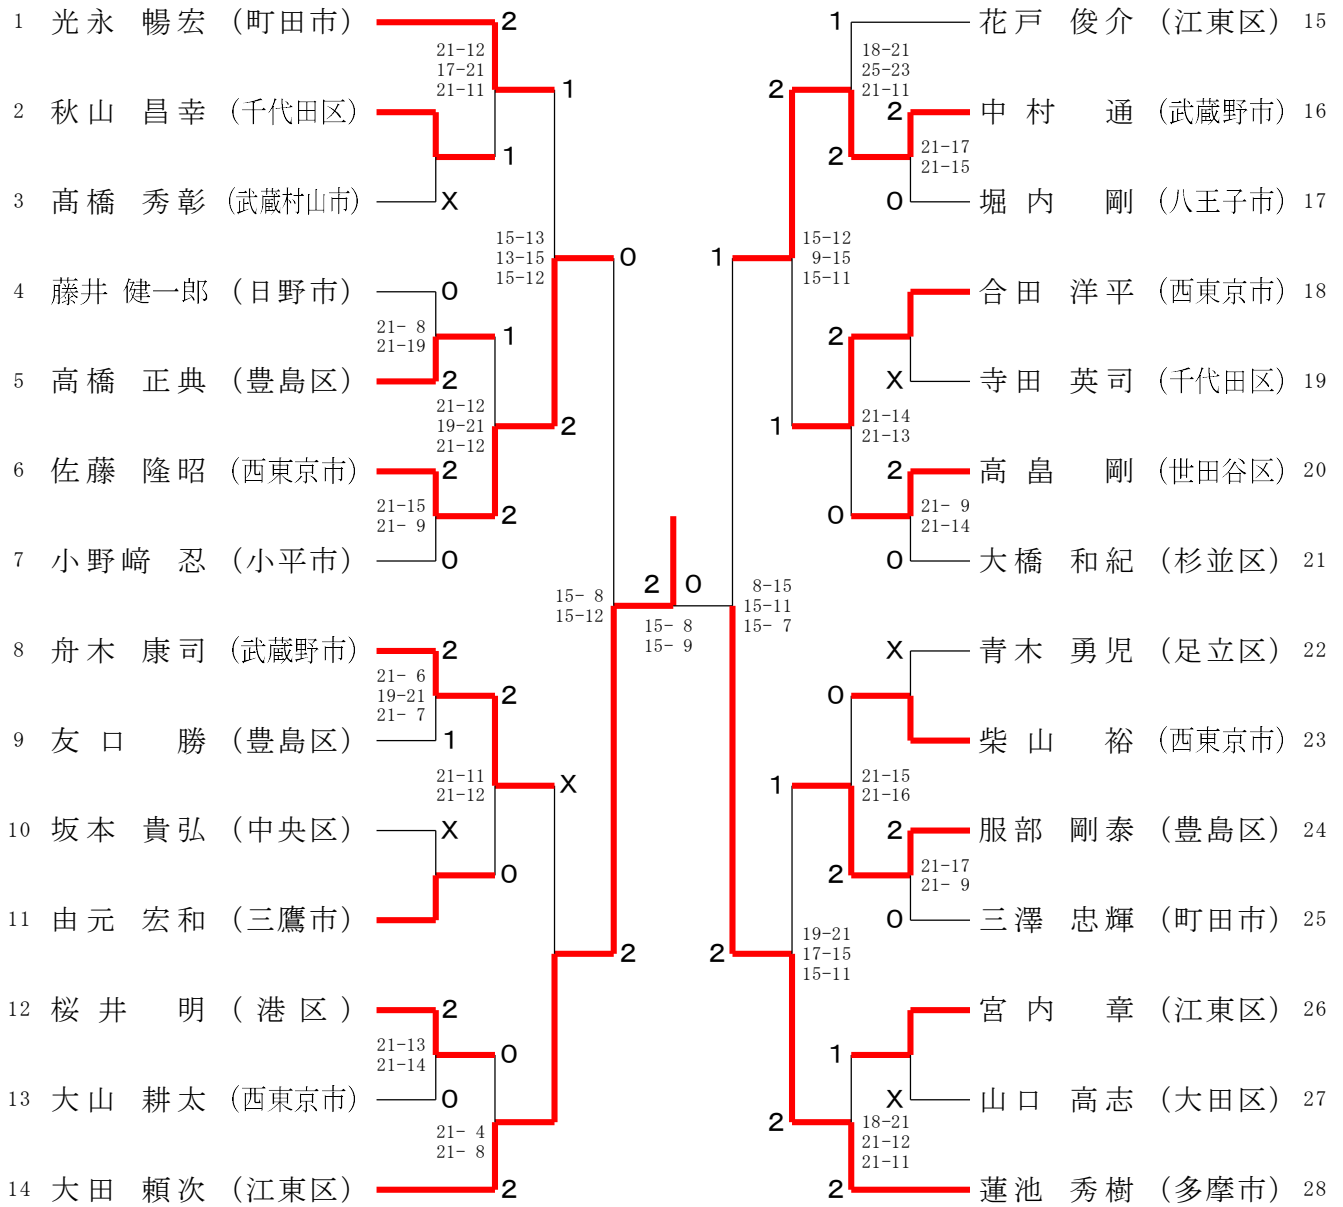 1 光永 暢宏 (町田市) 2
21-12
17-21
21-11
1
2 秋山 昌幸 (千代田区)
1
3 髙橋 秀彰 (武蔵村山市) X
15-13
13-15
15-12
0
4 藤井 健一郎 (日野市) 0
21- 8
21-19
1
5 高橋 正典 (豊島区) 2
21-12
19-21
21-12
2
6 佐藤 隆昭 (西東京市) 2
21-15
21- 9
2
7 小野﨑 忍 (小平市) 0
15- 8
15-12
8 舟木 康司 (武蔵野市) 2
21- 6
19-21
21- 7
2
9 友口 勝 (豊島区) 1
21-11
21-12
X
10 坂本 貴弘 (中央区) X
0
11 由元 宏和 (三鷹市)
2
12 桜井 明 (港区) 2
21-13
21-14
0
13 大山 耕太 (西東京市) 0
21- 4
21- 8
14 大田 頼次 (江東区) 2
2 0
15- 8
15- 9
1 花戸 俊介 (江東区) 15
18-21
25-23
21-11
2
2 中村 通 (武蔵野市) 16
21-17
21-15
2
0 堀内 剛 (八王子市) 17
15-12
9-15
15-11
1
合田 洋平 (西東京市) 18
2
X 寺田 英司 (千代田区) 19
21-14
21-13
1
2 高畠 剛 (世田谷区) 20
21- 9
21-14
0
0 大橋 和紀 (杉並区) 21
8-15
15-11
15- 7
X 青木 勇児 (足立区) 22
0
柴山 裕 (西東京市) 23
21-15
21-16
1
2 服部 剛泰 (豊島区) 24
21-17
21- 9
2
0 三澤 忠輝 (町田市) 25
19-21
17-15
15-11
2
宮内 章 (江東区) 26
1
X 山口 高志 (大田区) 27
18-21
21-12
21-11
2
2 蓮池 秀樹 (多摩市) 28